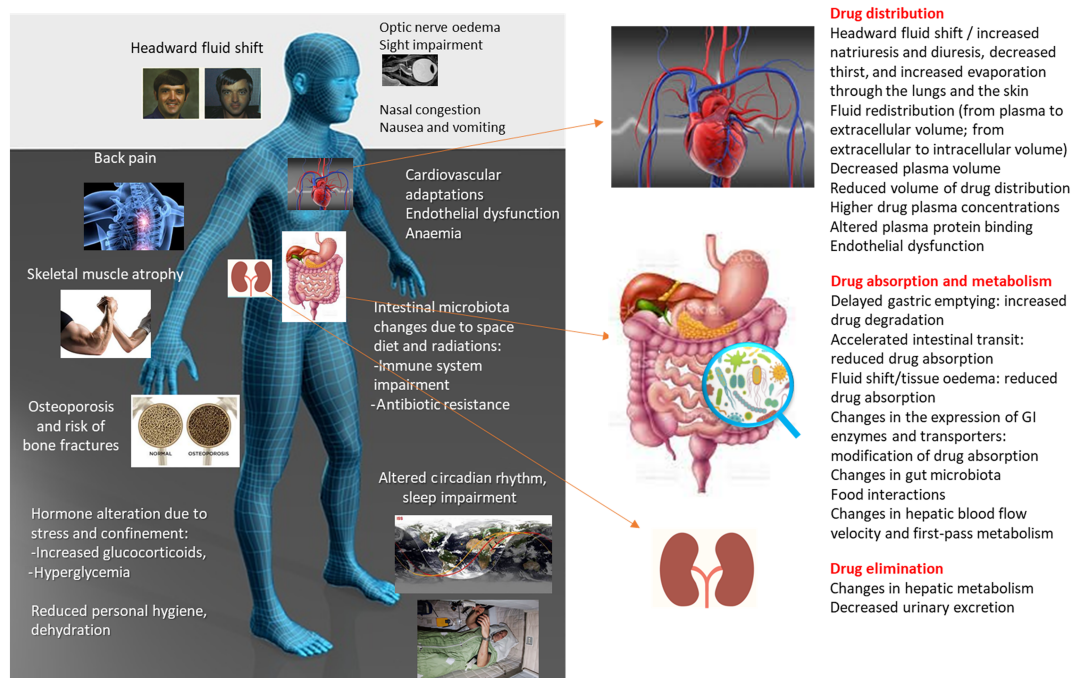 Headward fluid shift
Optic nerve oedema
Sight impairment
Nasal congestion
Nausea and vomiting
Back pain
Cardiovascular
adaptations
Endothelial dysfunction
Anaemia
Skeletal muscle atrophy
Intestinal microbiota
changes due to space
diet and radiations:
-Immune system
impairment
-Antibiotic resistance
Osteoporosis
and risk of
bone fractures
NORMAL
OSTEOPOROSIS
Altered circadian rhythm,
sleep impairment
Hormone alteration due to
stress and confinement:
-Increased glucocorticoids,
-Hyperglycemia
Reduced personal hygiene,
dehydration
iStock
Drug distribution
Headward fluid shift / increased
natriuresis and diuresis, decreased
thirst, and increased evaporation
through the lungs and the skin
Fluid redistribution (from plasma to
extracellular volume; from
extracellular to intracellular volume)
Decreased plasma volume
Reduced volume of drug distribution
Higher drug plasma concentrations
Altered plasma protein binding
Endothelial dysfunction
Drug absorption and metabolism
Delayed gastric emptying: increased
drug degradation
Accelerated intestinal transit:
reduced drug absorption
Fluid shift/tissue oedema: reduced
drug absorption
Changes in the expression of GI
enzymes and transporters:
modification of drug absorption
Changes in gut microbiota
Food interactions
Changes in hepatic blood flow
velocity and first-pass metabolism
Drug elimination
Changes in hepatic metabolism
Decreased urinary excretion